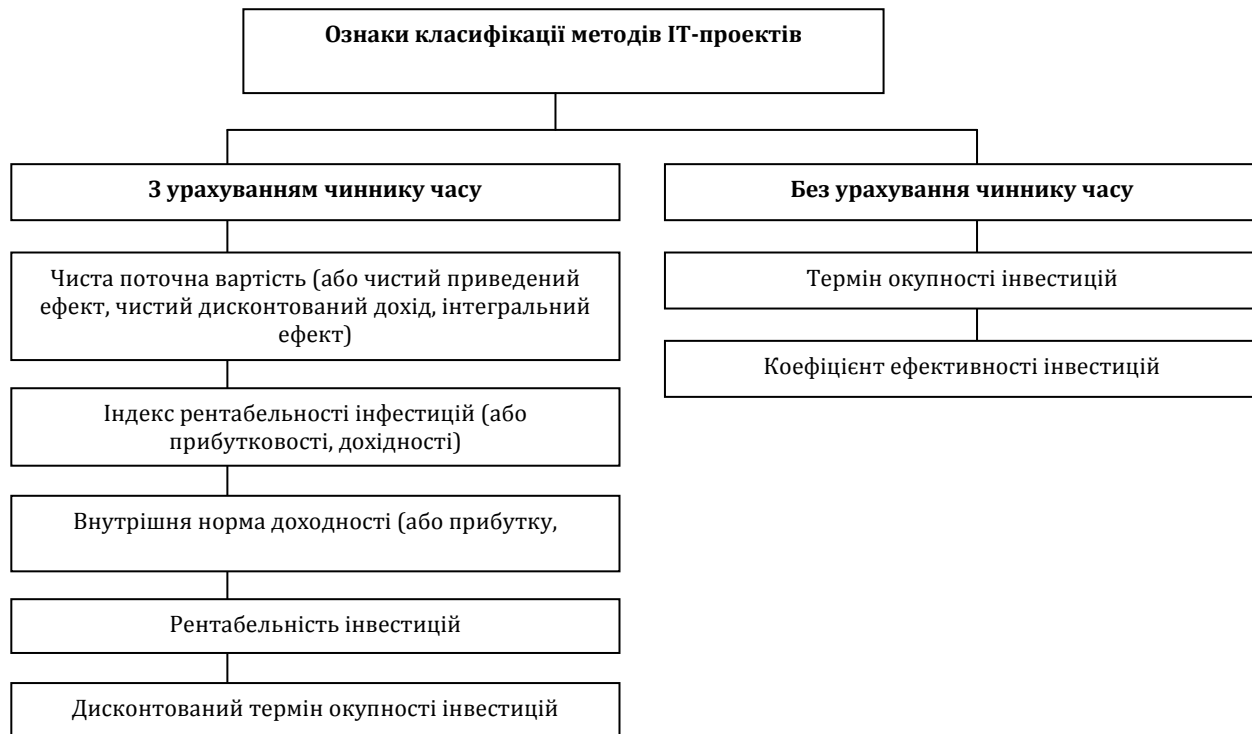 Ознаки класифікації методів ІТ-проектів
З урахуванням чиннику часу
Чиста поточна вартість (або чистий приведений
ефект, чистий дисконтований дохід, інтегральний
ефект)
Індекс рентабельності інфестицій (або
прибутковості, дохідності)
Внутрішня норма доходності (або прибутку,
Рентабельність інвестицій
Дисконтований термін окупності інвестицій
Без урахування чиннику часу
Термін окупності інвестицій
Коефіцієнт ефективності інвестицій